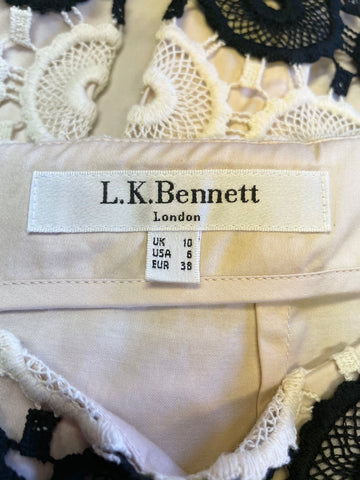 L.K.Bennett
London
UK 10
USA 6
EUR 38